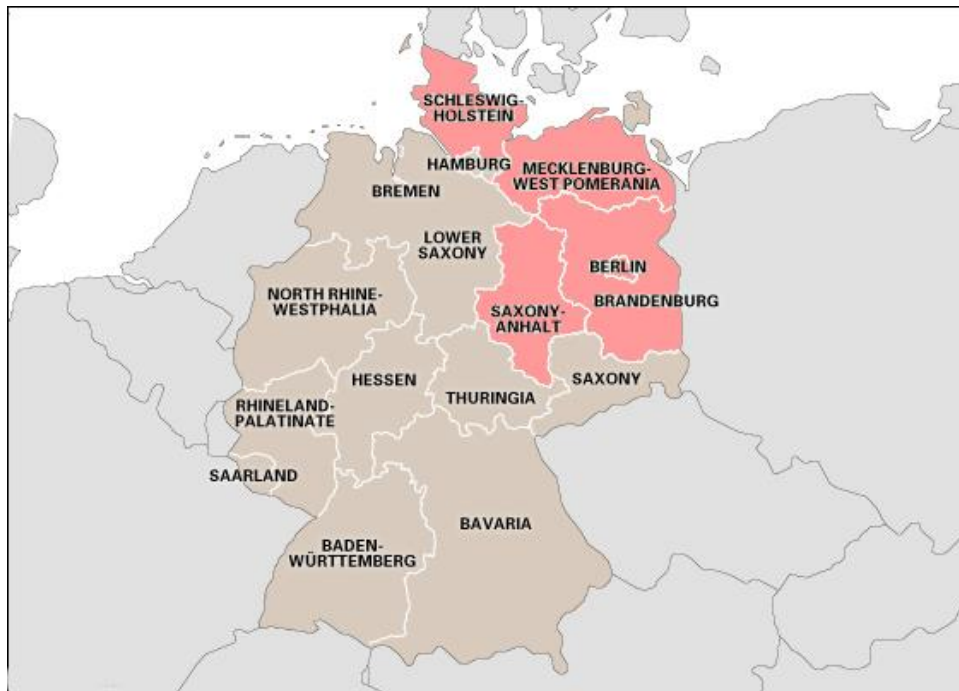 SCHLESWIG-
HOLSTEIN
HAMBURG
MECKLENBURG-
WEST POMERANIA
BREMEN
LOWER
SAXONY
BERLIN
BRANDENBURG
NORTH RHINE-
WESTPHALIA
SAXONY-
ANHALT
HESSEN
THURINGIA
SAXONY
RHINELAND-
PALATINATE
SAARLAND
BAVARIA
BADEN-
WÜRTTEMBERG